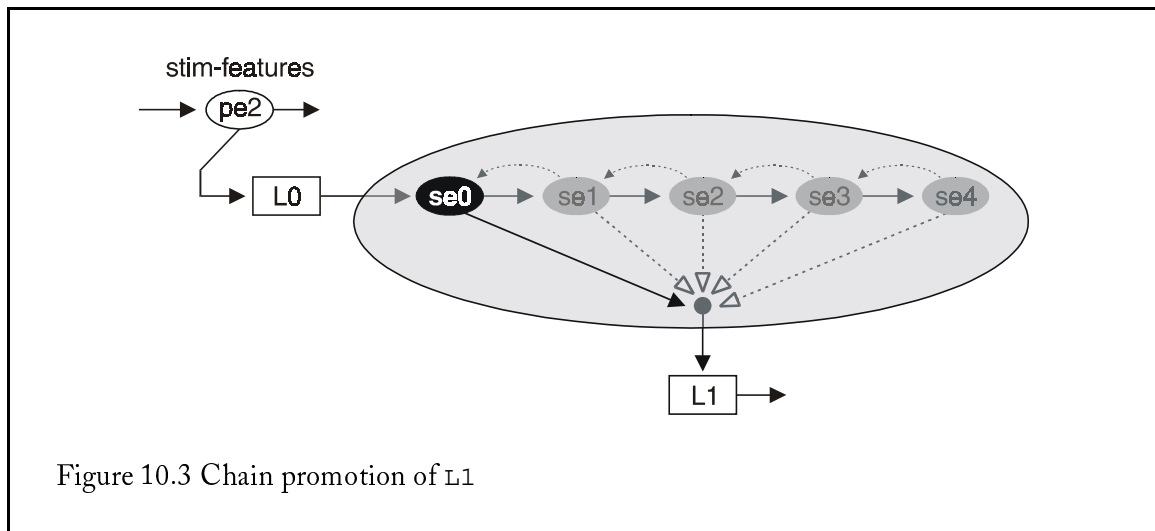 stim-features
pe2
L0
se0 se1 se2 se3 se4
L1
Figure 10.3 Chain promotion of L1